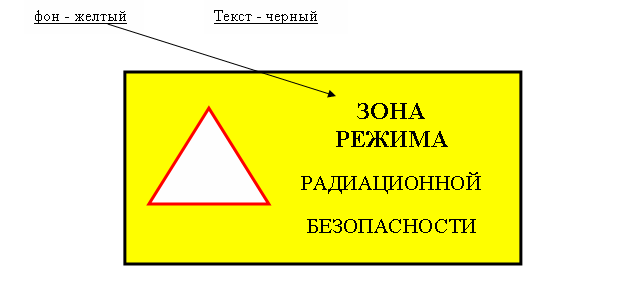 фон - желтый Текст - черный
ЗОНА
РЕЖИМА
РАДИАЦИОННОЙ
БЕЗОПАСНОСТИ